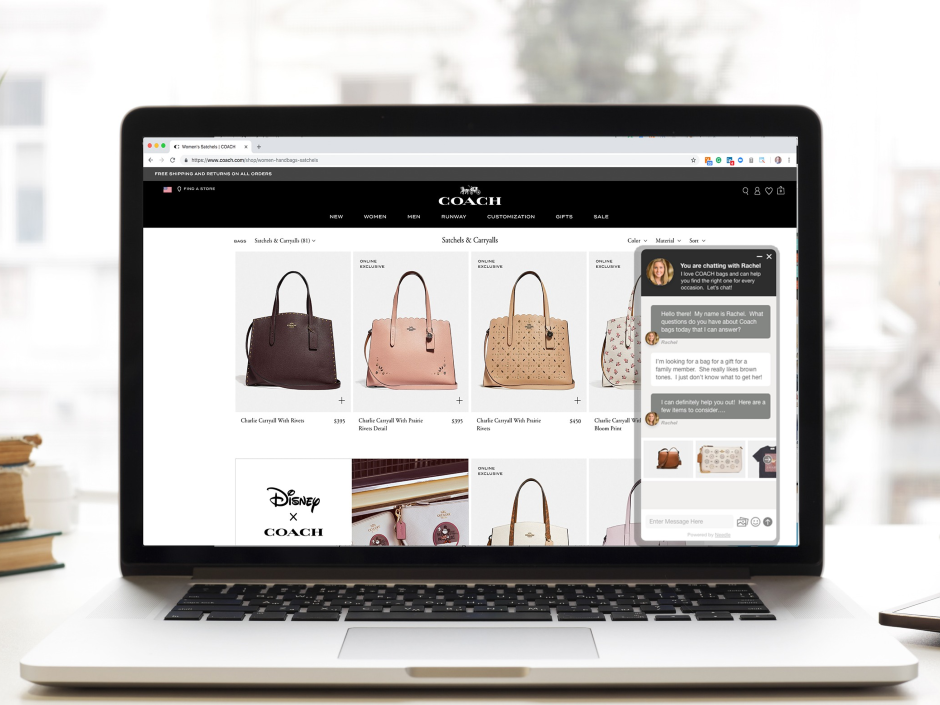 Women's Satchels | COACH
https://www.coach.com/shop/women-handbags-satchels
FREE SHIPPING AND RETURNS ON ALL ORDERS
FIND A STORE
COACH
NEW WOMEN MEN RUNWAY CUSTOMIZATION GIFTS SALE
BAGS Satchels & Carryalls (81) Satchels & Carryalls Color Material Sort
ONLINE
EXCLUSIVE
ONLINE
EXCLUSIVE
ONLINE
EXCLUSIVE
Charlie Carryall With Rivets $395
Charlie Carryall With Prairie
Rivets Detail
$395
Charlie Carryall With Prairie
Rivets
$450
Charlie Carryall Wi
Bloom Print
Disney
X
COACH
ONLINE
EXCLUSIVE
You are chatting with Rachel
I love COACH bags and can help
you find the right one for every
occasion. Let's chat!
Hello there! My name is Rachel. What
questions do you have about Coach
bags today that I can answer?
Rachel
I'm looking for a bag for a gift for a
family member. She really likes brown
tones. I just don't know what to get her!
I can definitely help you out! Here are a
few items to consider....
Rachel
Enter Message Here
Powered by